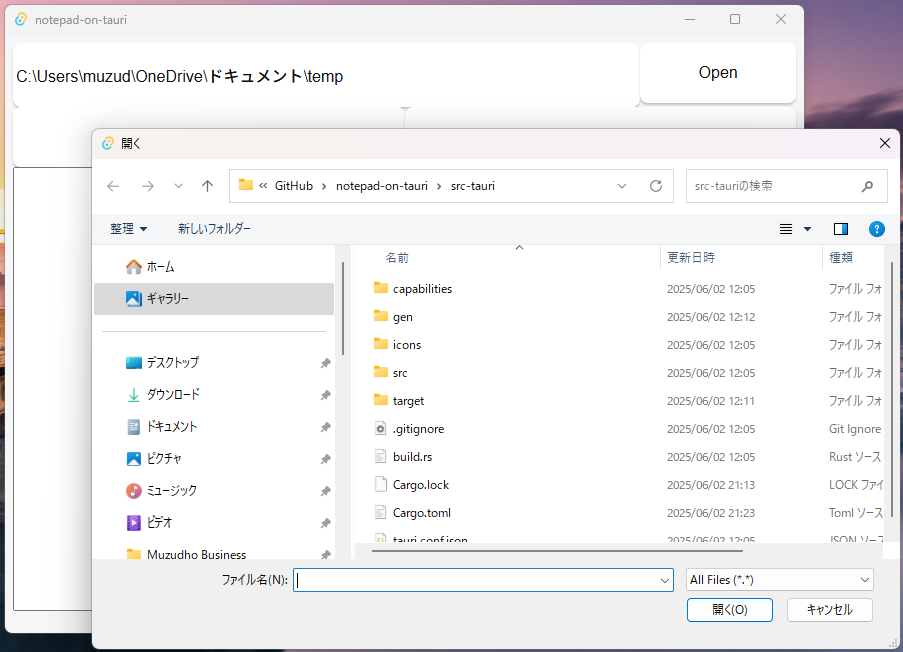 notepad-on-tauri
C:\Users\muzud\OneDrive\ドキュメント\temp
Open
開く
« GitHub › notepad-on-tauri › src-tauri
src-tauriの検索
整理
新しいフォルダー
ホーム
ギャラリー
デスクトップ
ダウンロード
ドキュメント
ピクチャ
ミュージック
ビデオ
Muzudho Business
名前 更新日時 種類
capabilities 2025/06/02 12:05 ファイル フォ
gen 2025/06/02 12:12 ファイル フォ
icons 2025/06/02 12:05 ファイル フォ
src 2025/06/02 12:05 ファイル フォ
target 2025/06/02 12:11 ファイル フォ
.gitignore 2025/06/02 12:05 Git Ignore
build.rs 2025/06/02 12:05 Rust ソース
Cargo.lock 2025/06/02 21:13 LOCK ファイ
Cargo.toml 2025/06/02 21:23 Toml ソース
tauri.conf.json 2025/06/02 12:05 JSON ソース
ファイル名(N):
All Files (*.*)
開く(O)
キャンセル